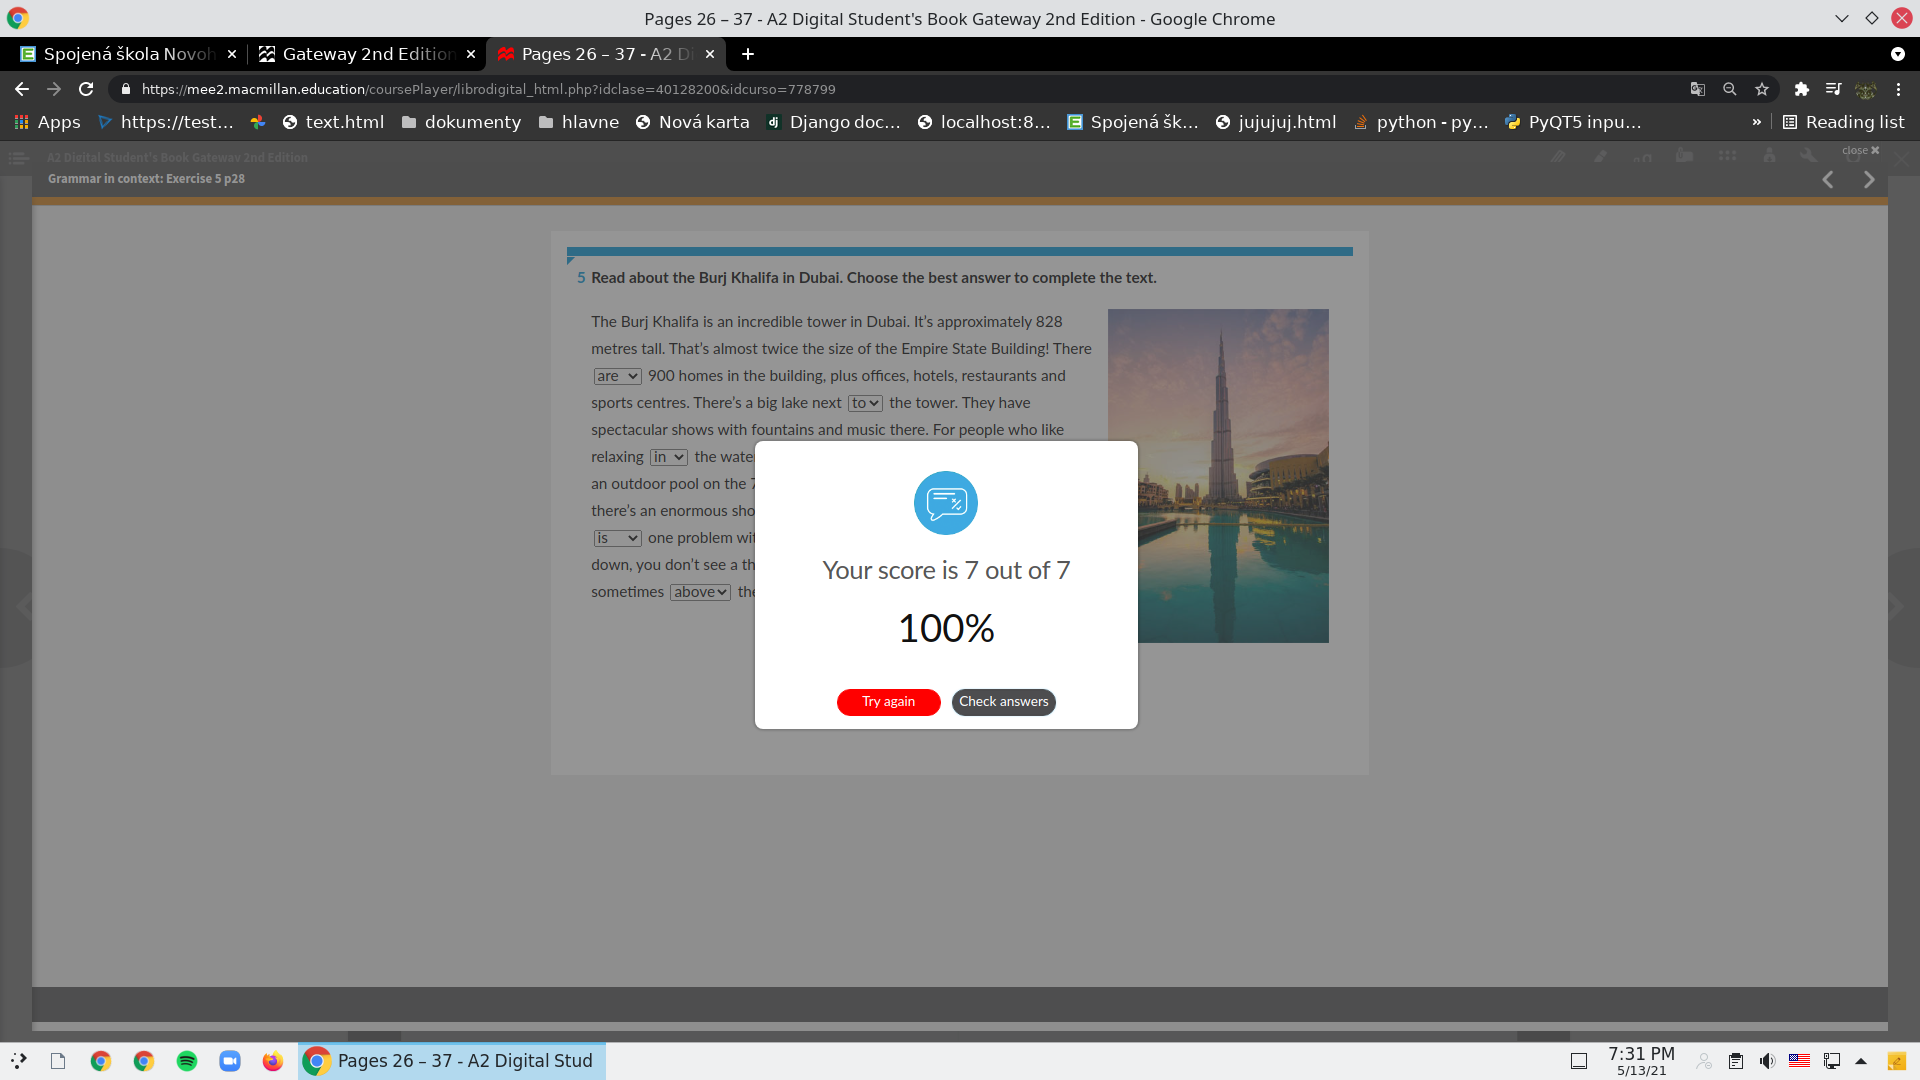 Pages 26 – 37 - A2 Digital Student's Book Gateway 2nd Edition - Google Chrome
Spojená škola Novoh
Gateway 2nd Edition
Pages 26 – 37 - A2 Di
https://mee2.macmillan.education/coursePlayer/librodigital_html.php?idclase=40128200&idcurso=778799
Apps
https://test...
text.html
dokumenty
hlavne
Nová karta
Django doc...
localhost:8...
Spojená šk...
jujujuj.html
python - py...
PyQT5 inpu...
»
Reading list
A2 Digital Student's Book Gateway 2nd Edition
close ✖
Grammar in context: Exercise 5 p28
5 Read about the Burj Khalifa in Dubai. Choose the best answer to complete the text.
The Burj Khalifa is an incredible tower in Dubai. It's approximately 828
metres tall. That's almost twice the size of the Empire State Building! There
are 900 homes in the building, plus offices, hotels, restaurants and
sports centres. There's a big lake next to the tower. They have
spectacular shows with fountains and music there. For people who like
relaxing in the wate
an outdoor pool on the 7
there's an enormous sho
is one problem wit
down, you don't see a th
sometimes above the
Your score is 7 out of 7
100%
Try again
Check answers
Pages 26 – 37 - A2 Digital Stud
7:31 PM
5/13/21